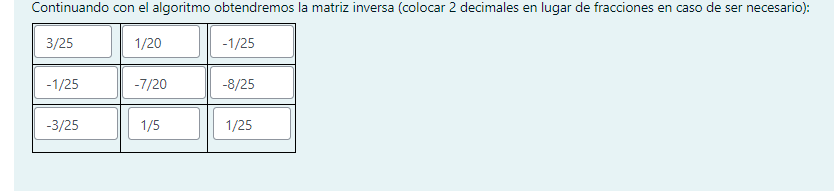 Continuando con el algoritmo obtendremos la matriz inversa (colocar 2 decimales en lugar de fracciones en caso de ser necesario):
3/25 1/20 -1/25
-1/25 -7/20 -8/25
-3/25 1/5 1/25